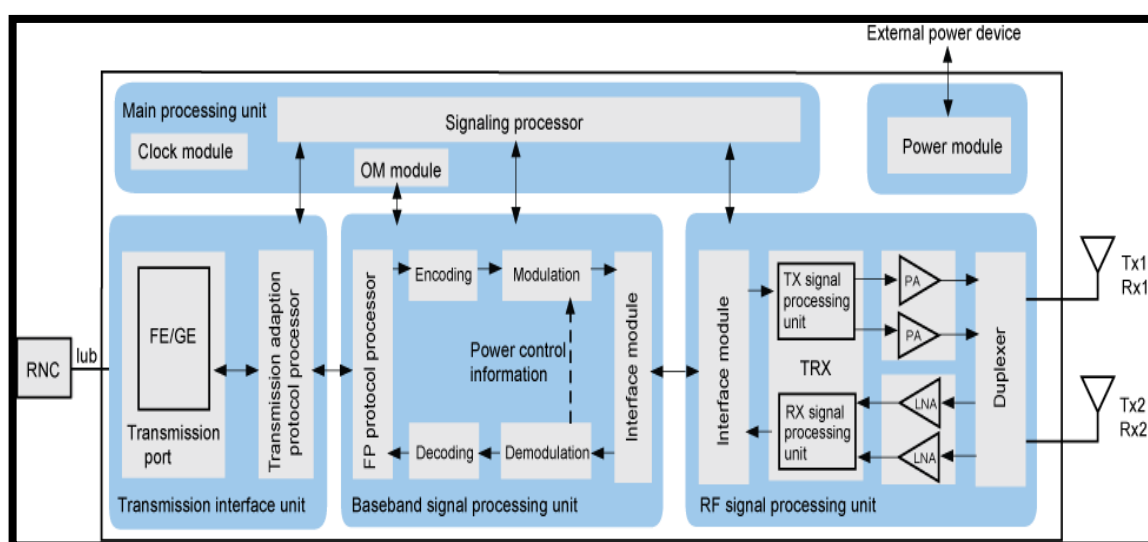 External power device
Main processing unit
Signaling processor
Clock module
OM module
Power module
RNC
Iub
FE/GE
Transmission
port
Transmission adaption
protocol processor
Transmission interface unit
FP protocol processor
Encoding
Modulation
Power control
information
Decoding
Demodulation
Interface module
Baseband signal processing unit
Interface module
TX signal
processing
unit
TRX
RX signal
processing
unit
PA
PA
LNA
LNA
Duplexer
RF signal processing unit
Tx1
Rx1
Tx2
Rx2